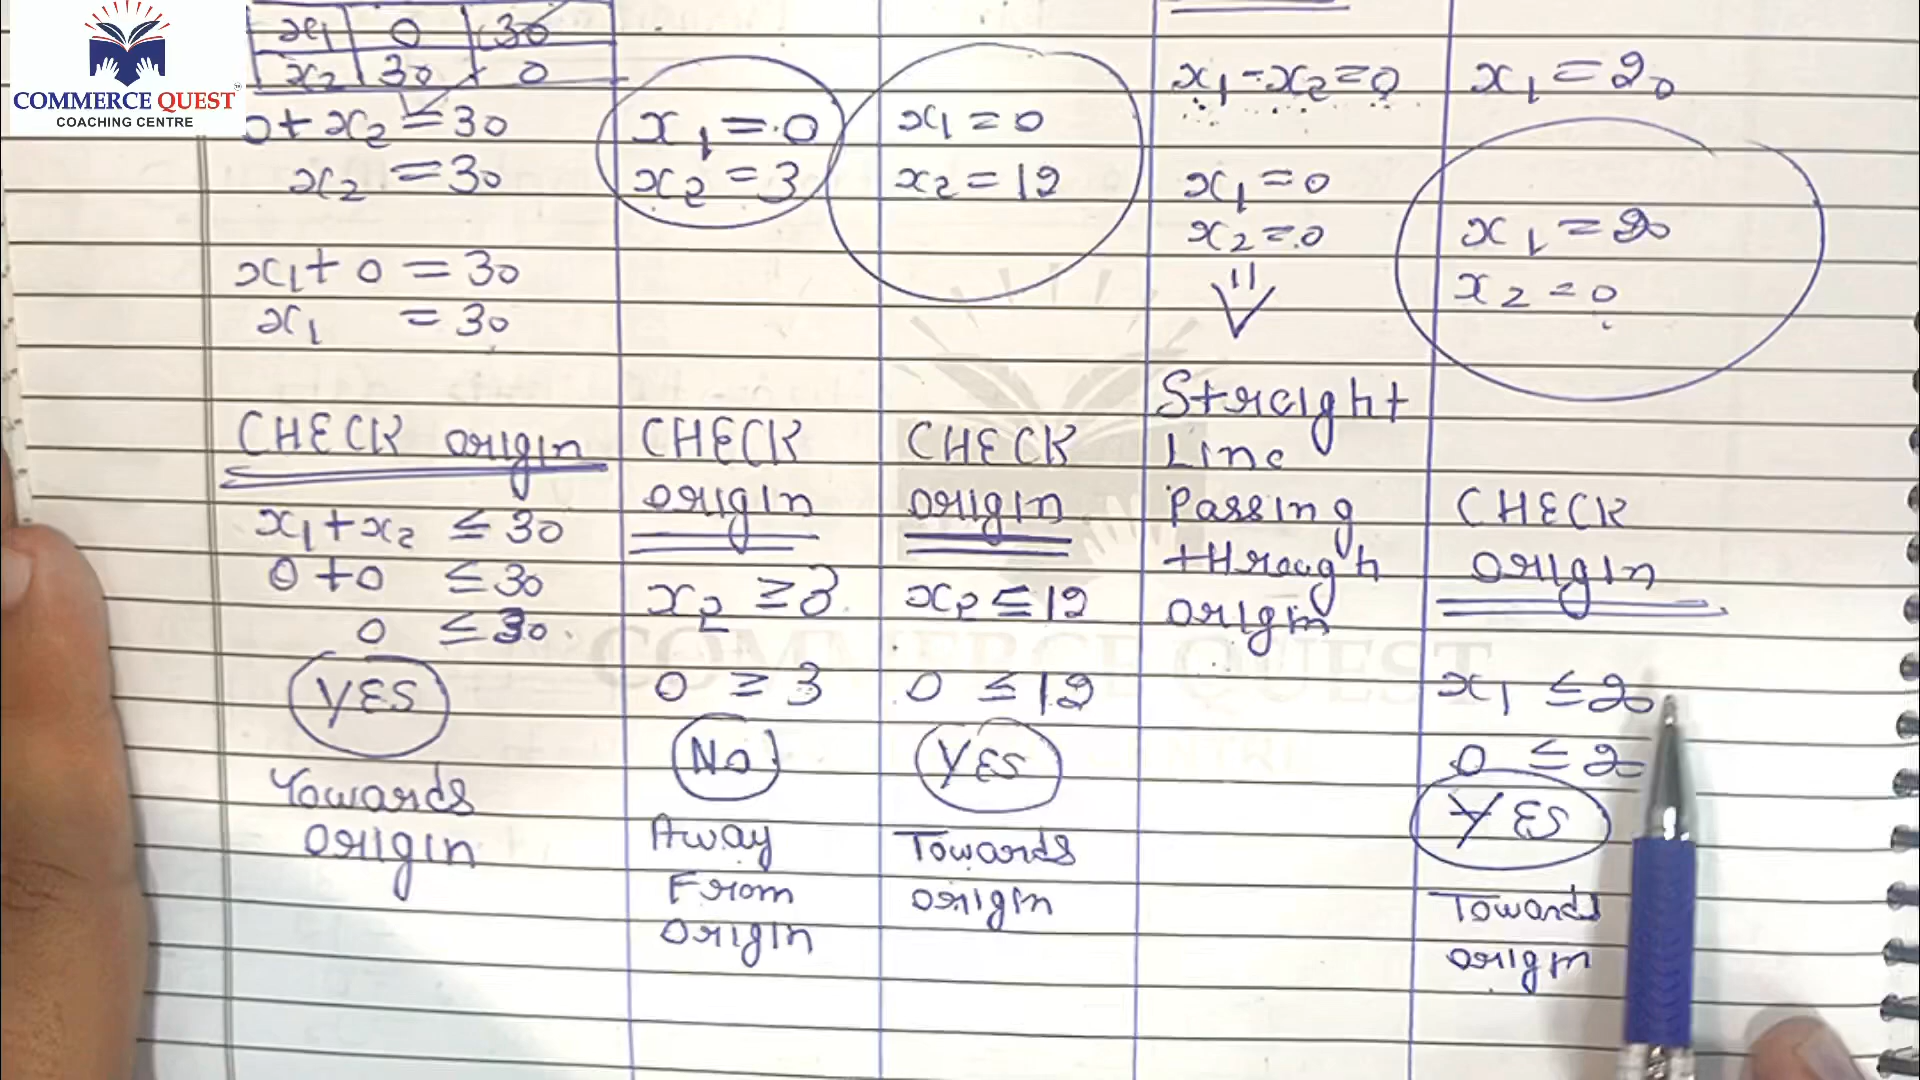 COMMERCE QUEST
COACHING CENTRE
x1 0 30
x2 30 0
0+x2 ≤ 30
x2 = 30
x1+0 = 30
x1 = 30
CHECK origin
x1+x2 ≤ 30
0+0 ≤ 30
0 ≤ 30
YES
Towards
origin
x1 = 0
x2 = 3
CHECK
origin
x2 ≥ 3
0 ≥ 3
No
Away
From
origin
x1 = 0
x2 = 12
CHECK
origin
x2 ≤ 12
0 ≤ 12
YES
Towards
origin
x1-x2=0
x1=0
x2=0
Straight
Line
Passing
through
origin
x1 = 20
x1 = 20
x2 = 0
CHECK
origin
x1 ≤ 20
0 ≤ 2
YES
Towards
origin
COMMERCE QUEST